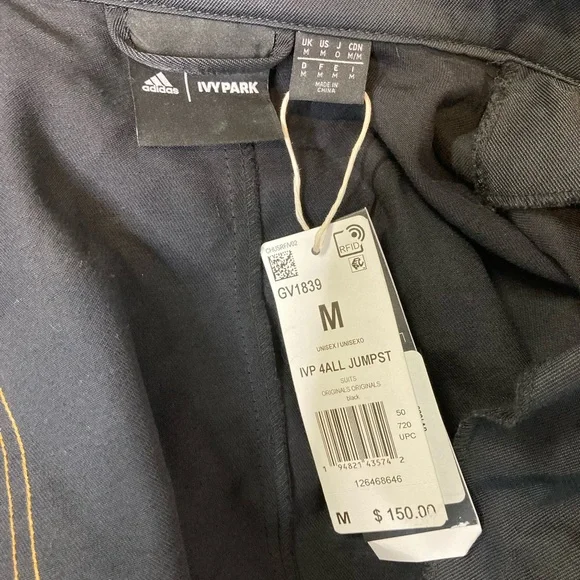 adidas | IVY PARK
UK US J CDN
M M O M/M
D F E I
M M M M
MADE IN
CHINA
RFID
GV1839
M
UNISEX / UNISEXO
IVP 4ALL JUMPST
SUITS
ORIGINALS ORIGINALS
black
50
720
UPC
1 94821 43574 2
126468646
M $ 150.00